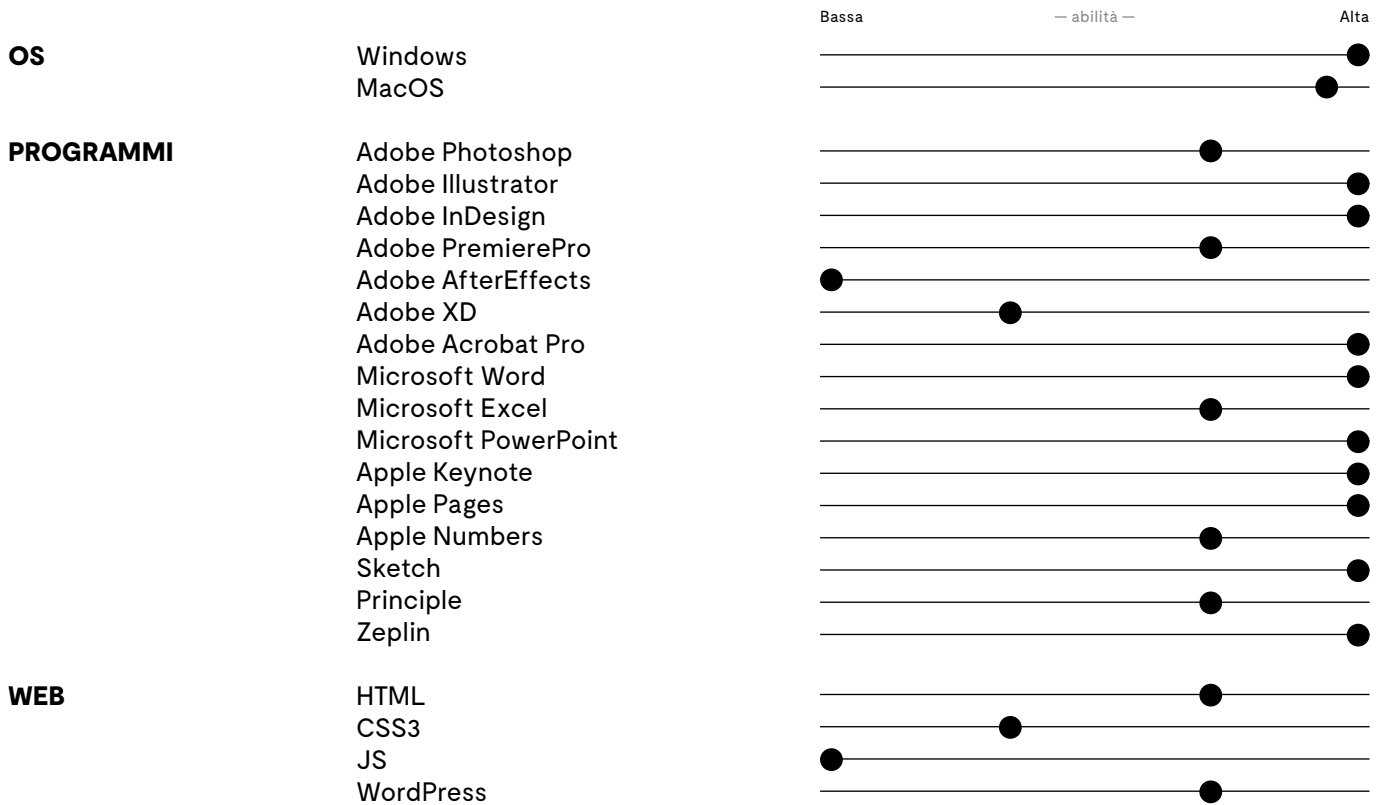 Bassa — abilità — Alta
OS Windows
MacOS
PROGRAMMI Adobe Photoshop
Adobe Illustrator
Adobe InDesign
Adobe PremierePro
Adobe AfterEffects
Adobe XD
Adobe Acrobat Pro
Microsoft Word
Microsoft Excel
Microsoft PowerPoint
Apple Keynote
Apple Pages
Apple Numbers
Sketch
Principle
Zeplin
WEB HTML
CSS3
JS
WordPress